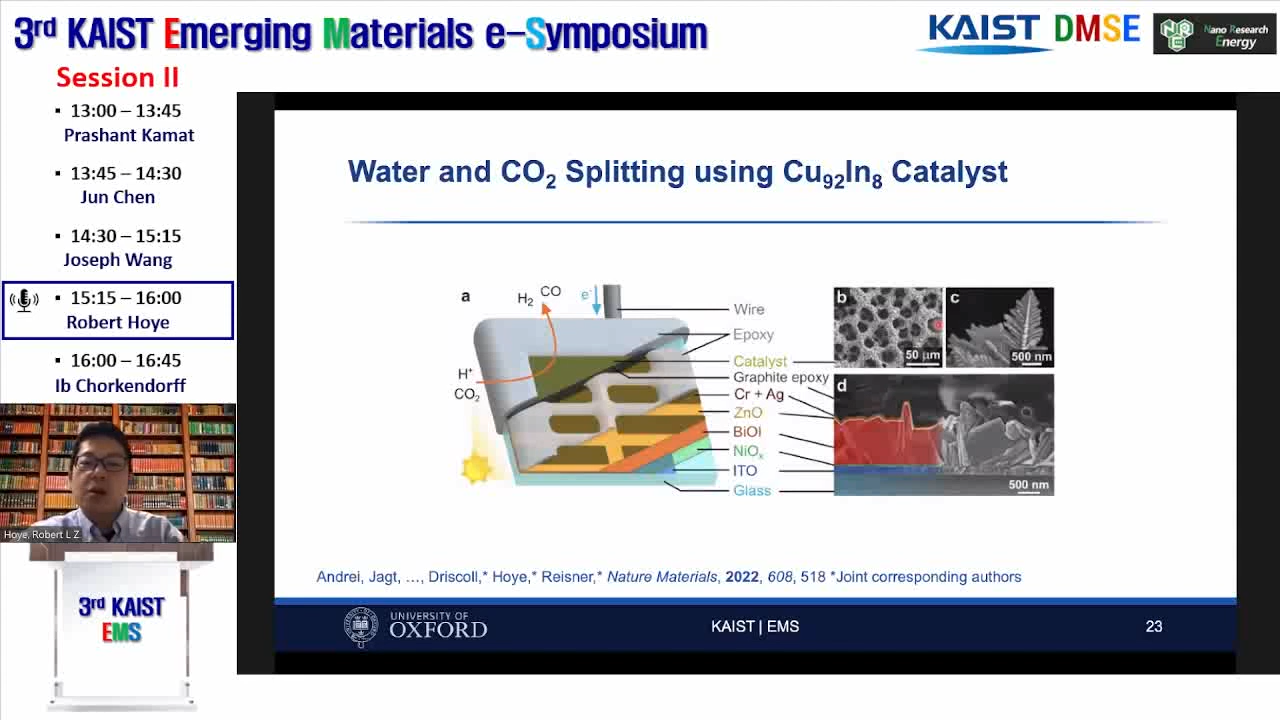 3rd KAIST Emerging Materials e-Symposium
KAIST DMSE
NRE
Nano Research
Energy
Session II
▪ 13:00 – 13:45
Prashant Kamat
▪ 13:45 – 14:30
Jun Chen
▪ 14:30 – 15:15
Joseph Wang
▪ 15:15 – 16:00
Robert Hoye
▪ 16:00 – 16:45
Ib Chorkendorff
Hoye, Robert L Z
3rd KAIST
EMS
Water and CO2 Splitting using Cu92In8 Catalyst
a
H2
CO
e-
H+
CO2
Wire
Epoxy
Catalyst
Graphite epoxy
Cr + Ag
ZnO
BiOI
NiOx
ITO
Glass
b
50 μm
c
500 nm
d
500 nm
Andrei, Jagt, …, Driscoll,* Hoye,* Reisner,* Nature Materials, 2022, 608, 518 *Joint corresponding authors
UNIVERSITY OF
OXFORD
KAIST | EMS
23